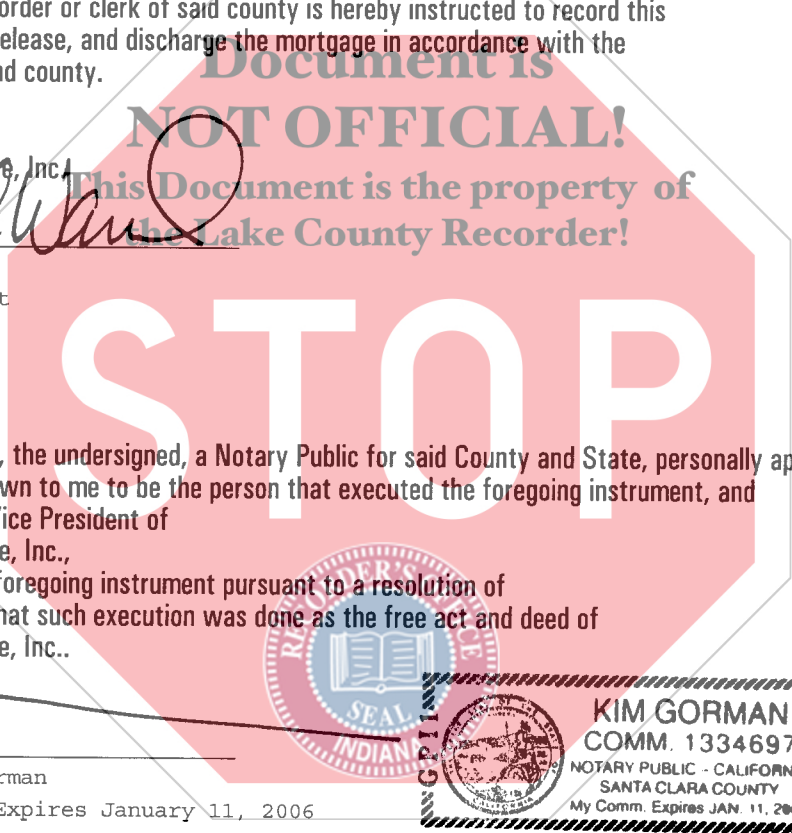 order or clerk of said county is hereby instructed to record this
elease, and discharge the mortgage in accordance with the
nd county.
Document is
NOT OFFICIAL!
This Document is the property of
the Lake County Recorder!
e, Inc.
t
STOP
, the undersigned, a Notary Public for said County and State, personally ap
wn to me to be the person that executed the foregoing instrument, and
ice President of
e, Inc.,
foregoing instrument pursuant to a resolution of
hat such execution was done as the free act and deed of
e, Inc..
RECORDER'S OFFICE
SEAL
INDIANA
rman
Expires January 11, 2006
KIM GORMAN
COMM. 1334697
NOTARY PUBLIC - CALIFORN
SANTA CLARA COUNTY
My Comm. Expires JAN. 11, 200